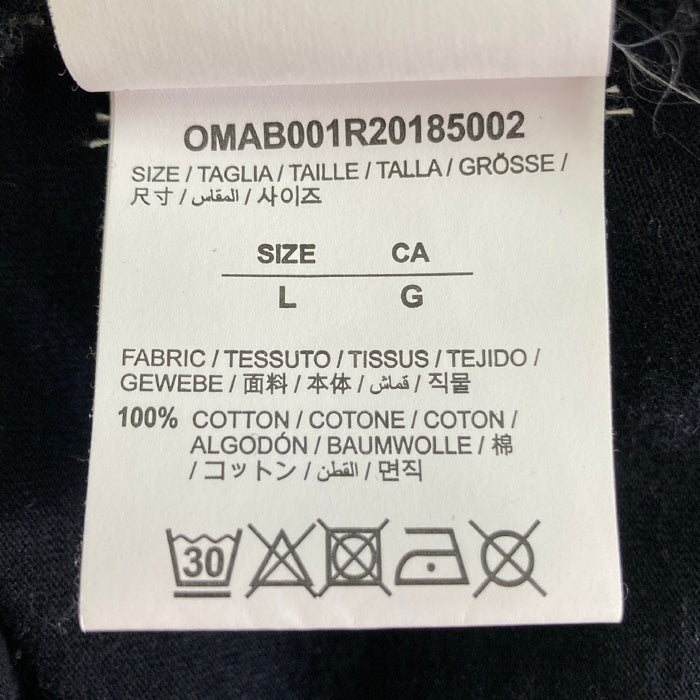 OMAB001R20185002
SIZE / TAGLIA / TAILLE / TALLA / GRÖSSE /
尺寸 / المقاس / 사이즈
SIZE CA
L G
FABRIC / TESSUTO / TISSUS / TEJIDO /
GEWEBE / 面料 / 本体 / قماش / 직물
100% COTTON / COTONE / COTON /
ALGODÓN / BAUMWOLLE / 棉
/ コットン / القطن / 면직
30